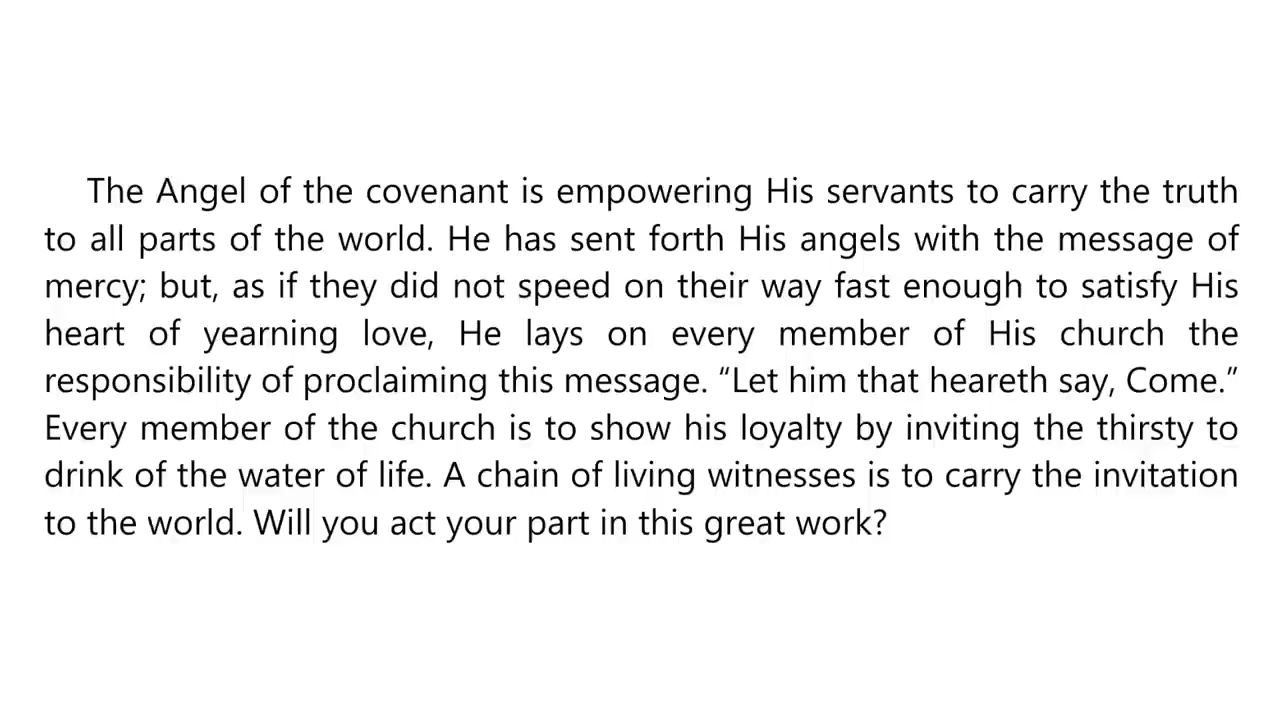 The Angel of the covenant is empowering His servants to carry the truth
to all parts of the world. He has sent forth His angels with the message of
mercy; but, as if they did not speed on their way fast enough to satisfy His
heart of yearning love, He lays on every member of His church the
responsibility of proclaiming this message. “Let him that heareth say, Come.”
Every member of the church is to show his loyalty by inviting the thirsty to
drink of the water of life. A chain of living witnesses is to carry the invitation
to the world. Will you act your part in this great work?